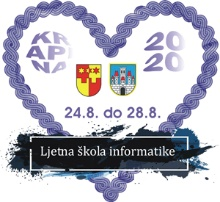 KR
API
NA
20
20
24.8. do 28.8.
Ljetna škola informatike